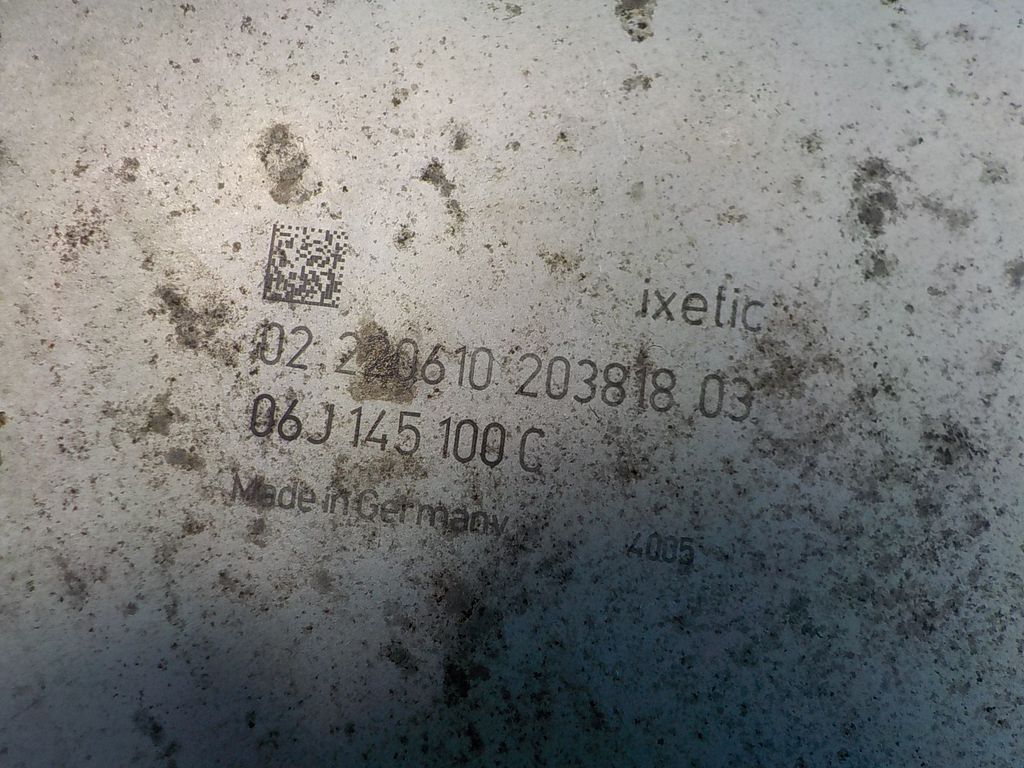 ixetic
02 220610 203818 03
06J 145 100 C
Made in Germany
4005